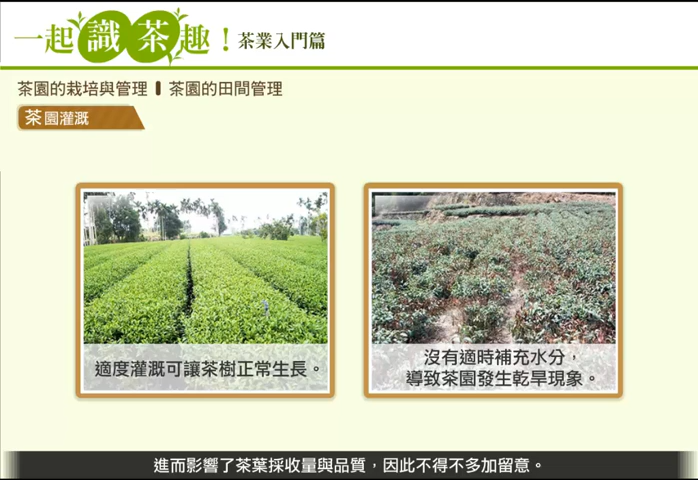 一起識茶趣！茶業入門篇
茶園的栽培與管理 ▌ 茶園的田間管理
茶園灌溉
適度灌溉可讓茶樹正常生長。
沒有適時補充水分，
導致茶園發生乾旱現象。
進而影響了茶葉採收量與品質，因此不得不多加留意。